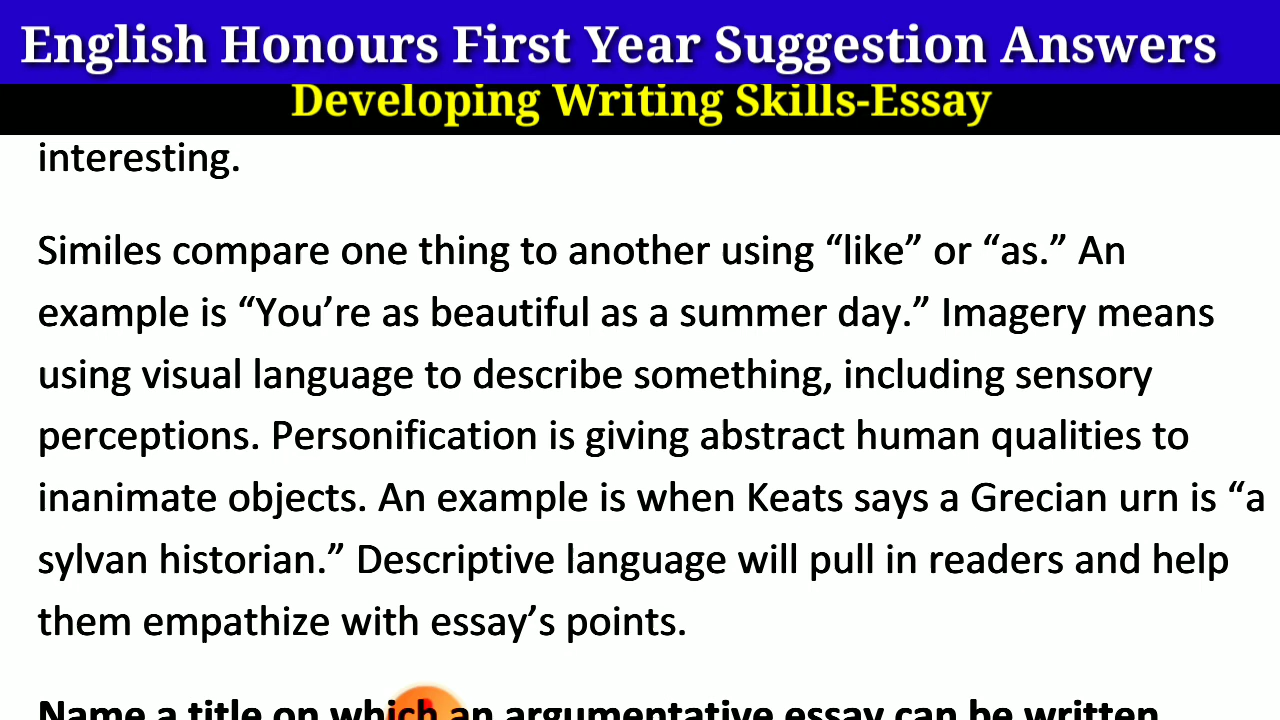 English Honours First Year Suggestion Answers
Developing Writing Skills-Essay
interesting.
Similes compare one thing to another using “like” or “as.” An
example is “You’re as beautiful as a summer day.” Imagery means
using visual language to describe something, including sensory
perceptions. Personification is giving abstract human qualities to
inanimate objects. An example is when Keats says a Grecian urn is “a
sylvan historian.” Descriptive language will pull in readers and help
them empathize with essay’s points.
Name a title on which an argumentative essay can be written